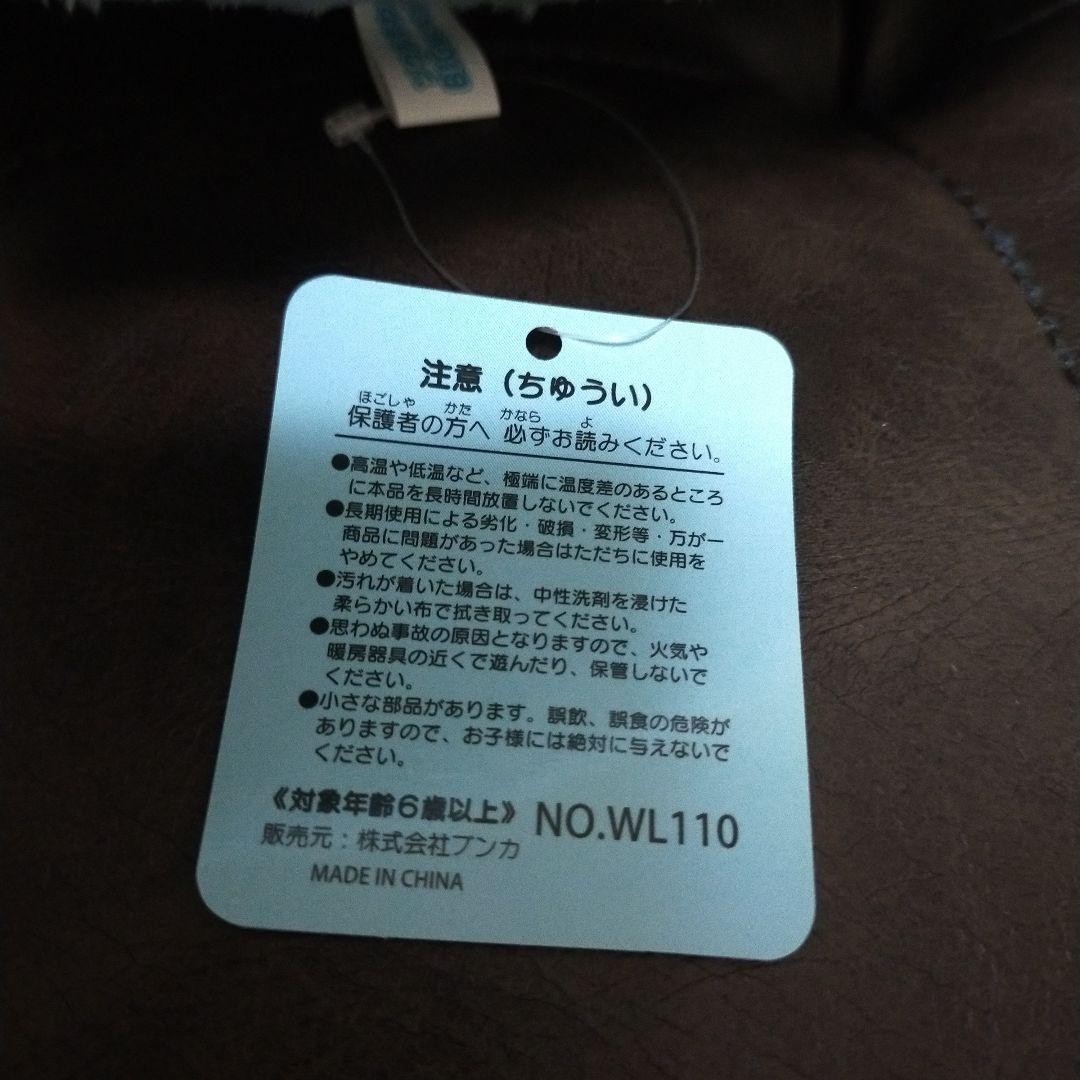 注意（ちゅうい）
ほごしゃ かた かなら よ
保護者の方へ 必ずお読みください。
●高温や低温など、極端に温度差のあるところ
に本品を長時間放置しないでください。
●長期使用による劣化・破損・変形等・万が一
商品に問題があった場合はただちに使用を
やめてください。
●汚れが着いた場合は、中性洗剤を浸けた
柔らかい布で拭き取ってください。
●思わぬ事故の原因となりますので、火気や
暖房器具の近くで遊んだり、保管しないで
ください。
●小さな部品があります。誤飲、誤食の危険が
ありますので、お子様には絶対に与えないで
ください。
《対象年齢6歳以上》 NO.WL110
販売元：株式会社ブンカ
MADE IN CHINA